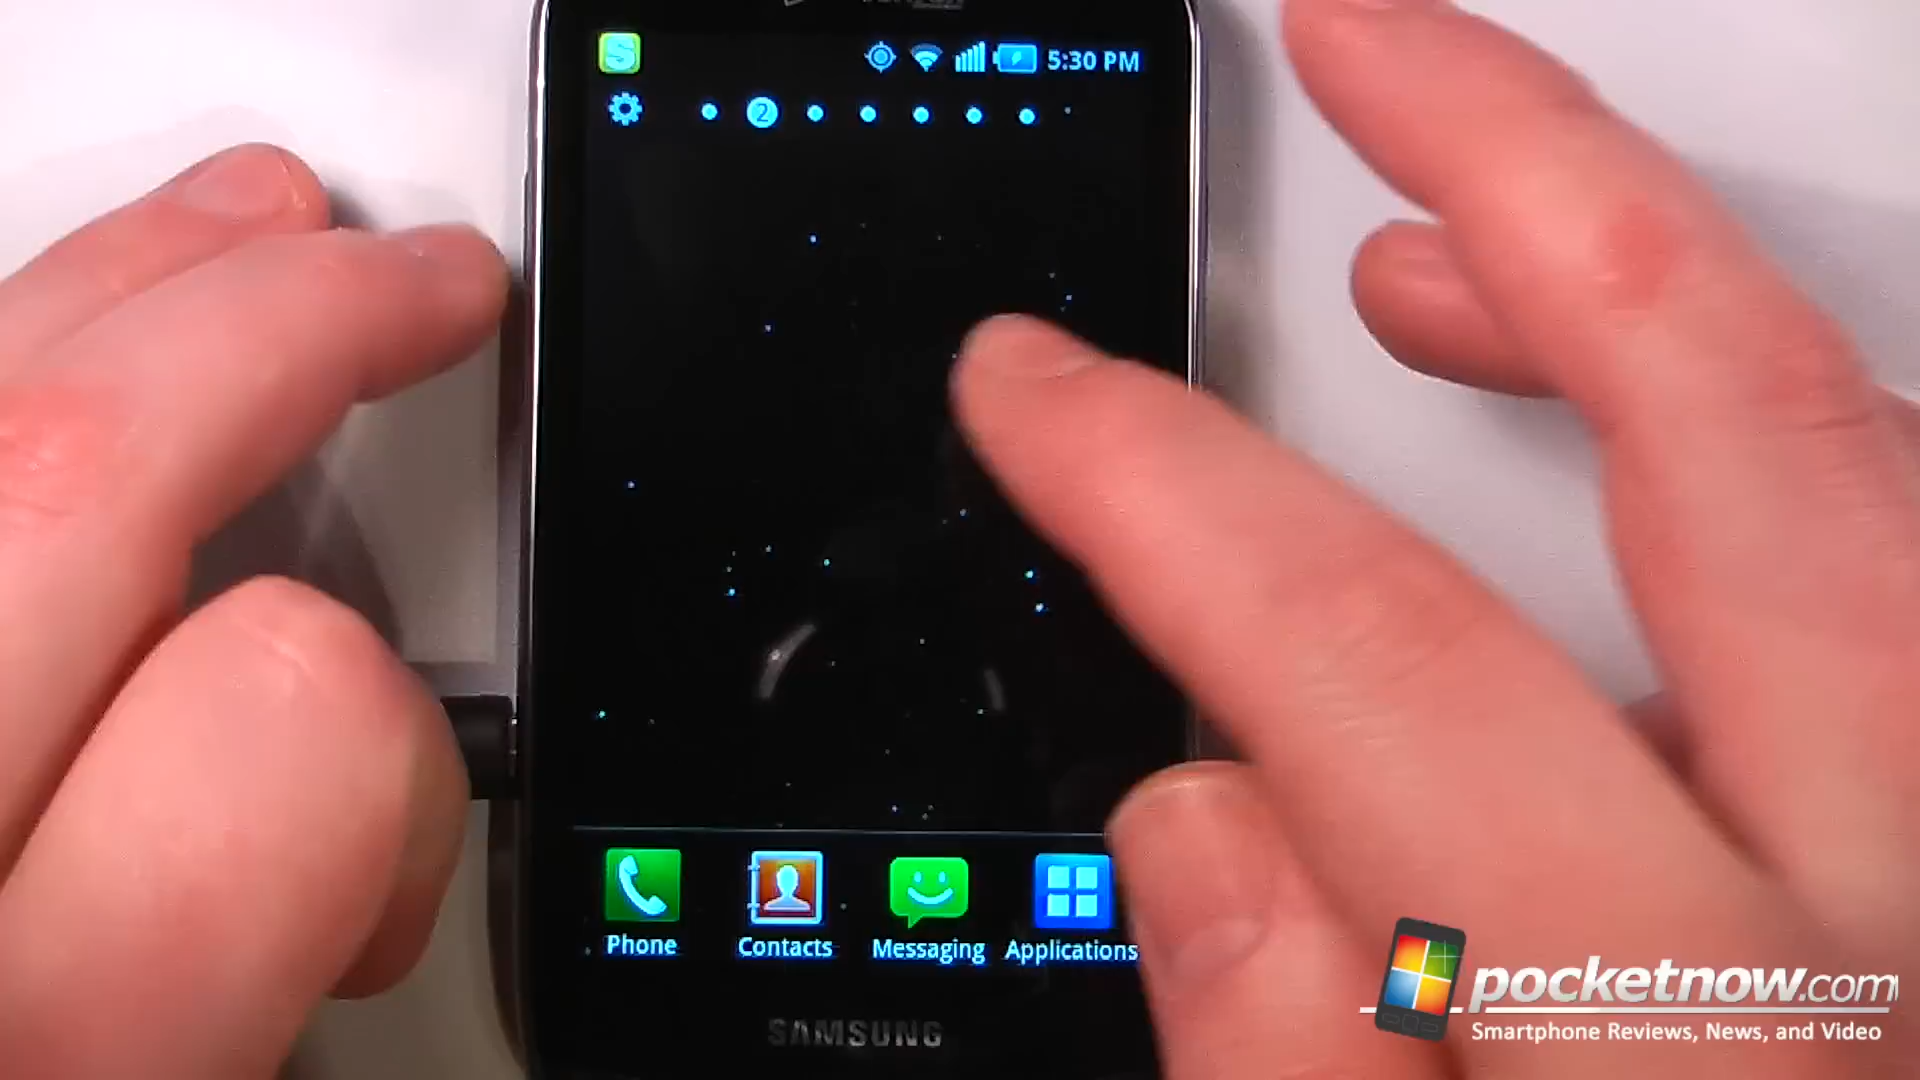 5:30 PM
2
Phone
Contacts
Messaging
Applications
SAMSUNG
pocketnow.com
Smartphone Reviews, News, and Video